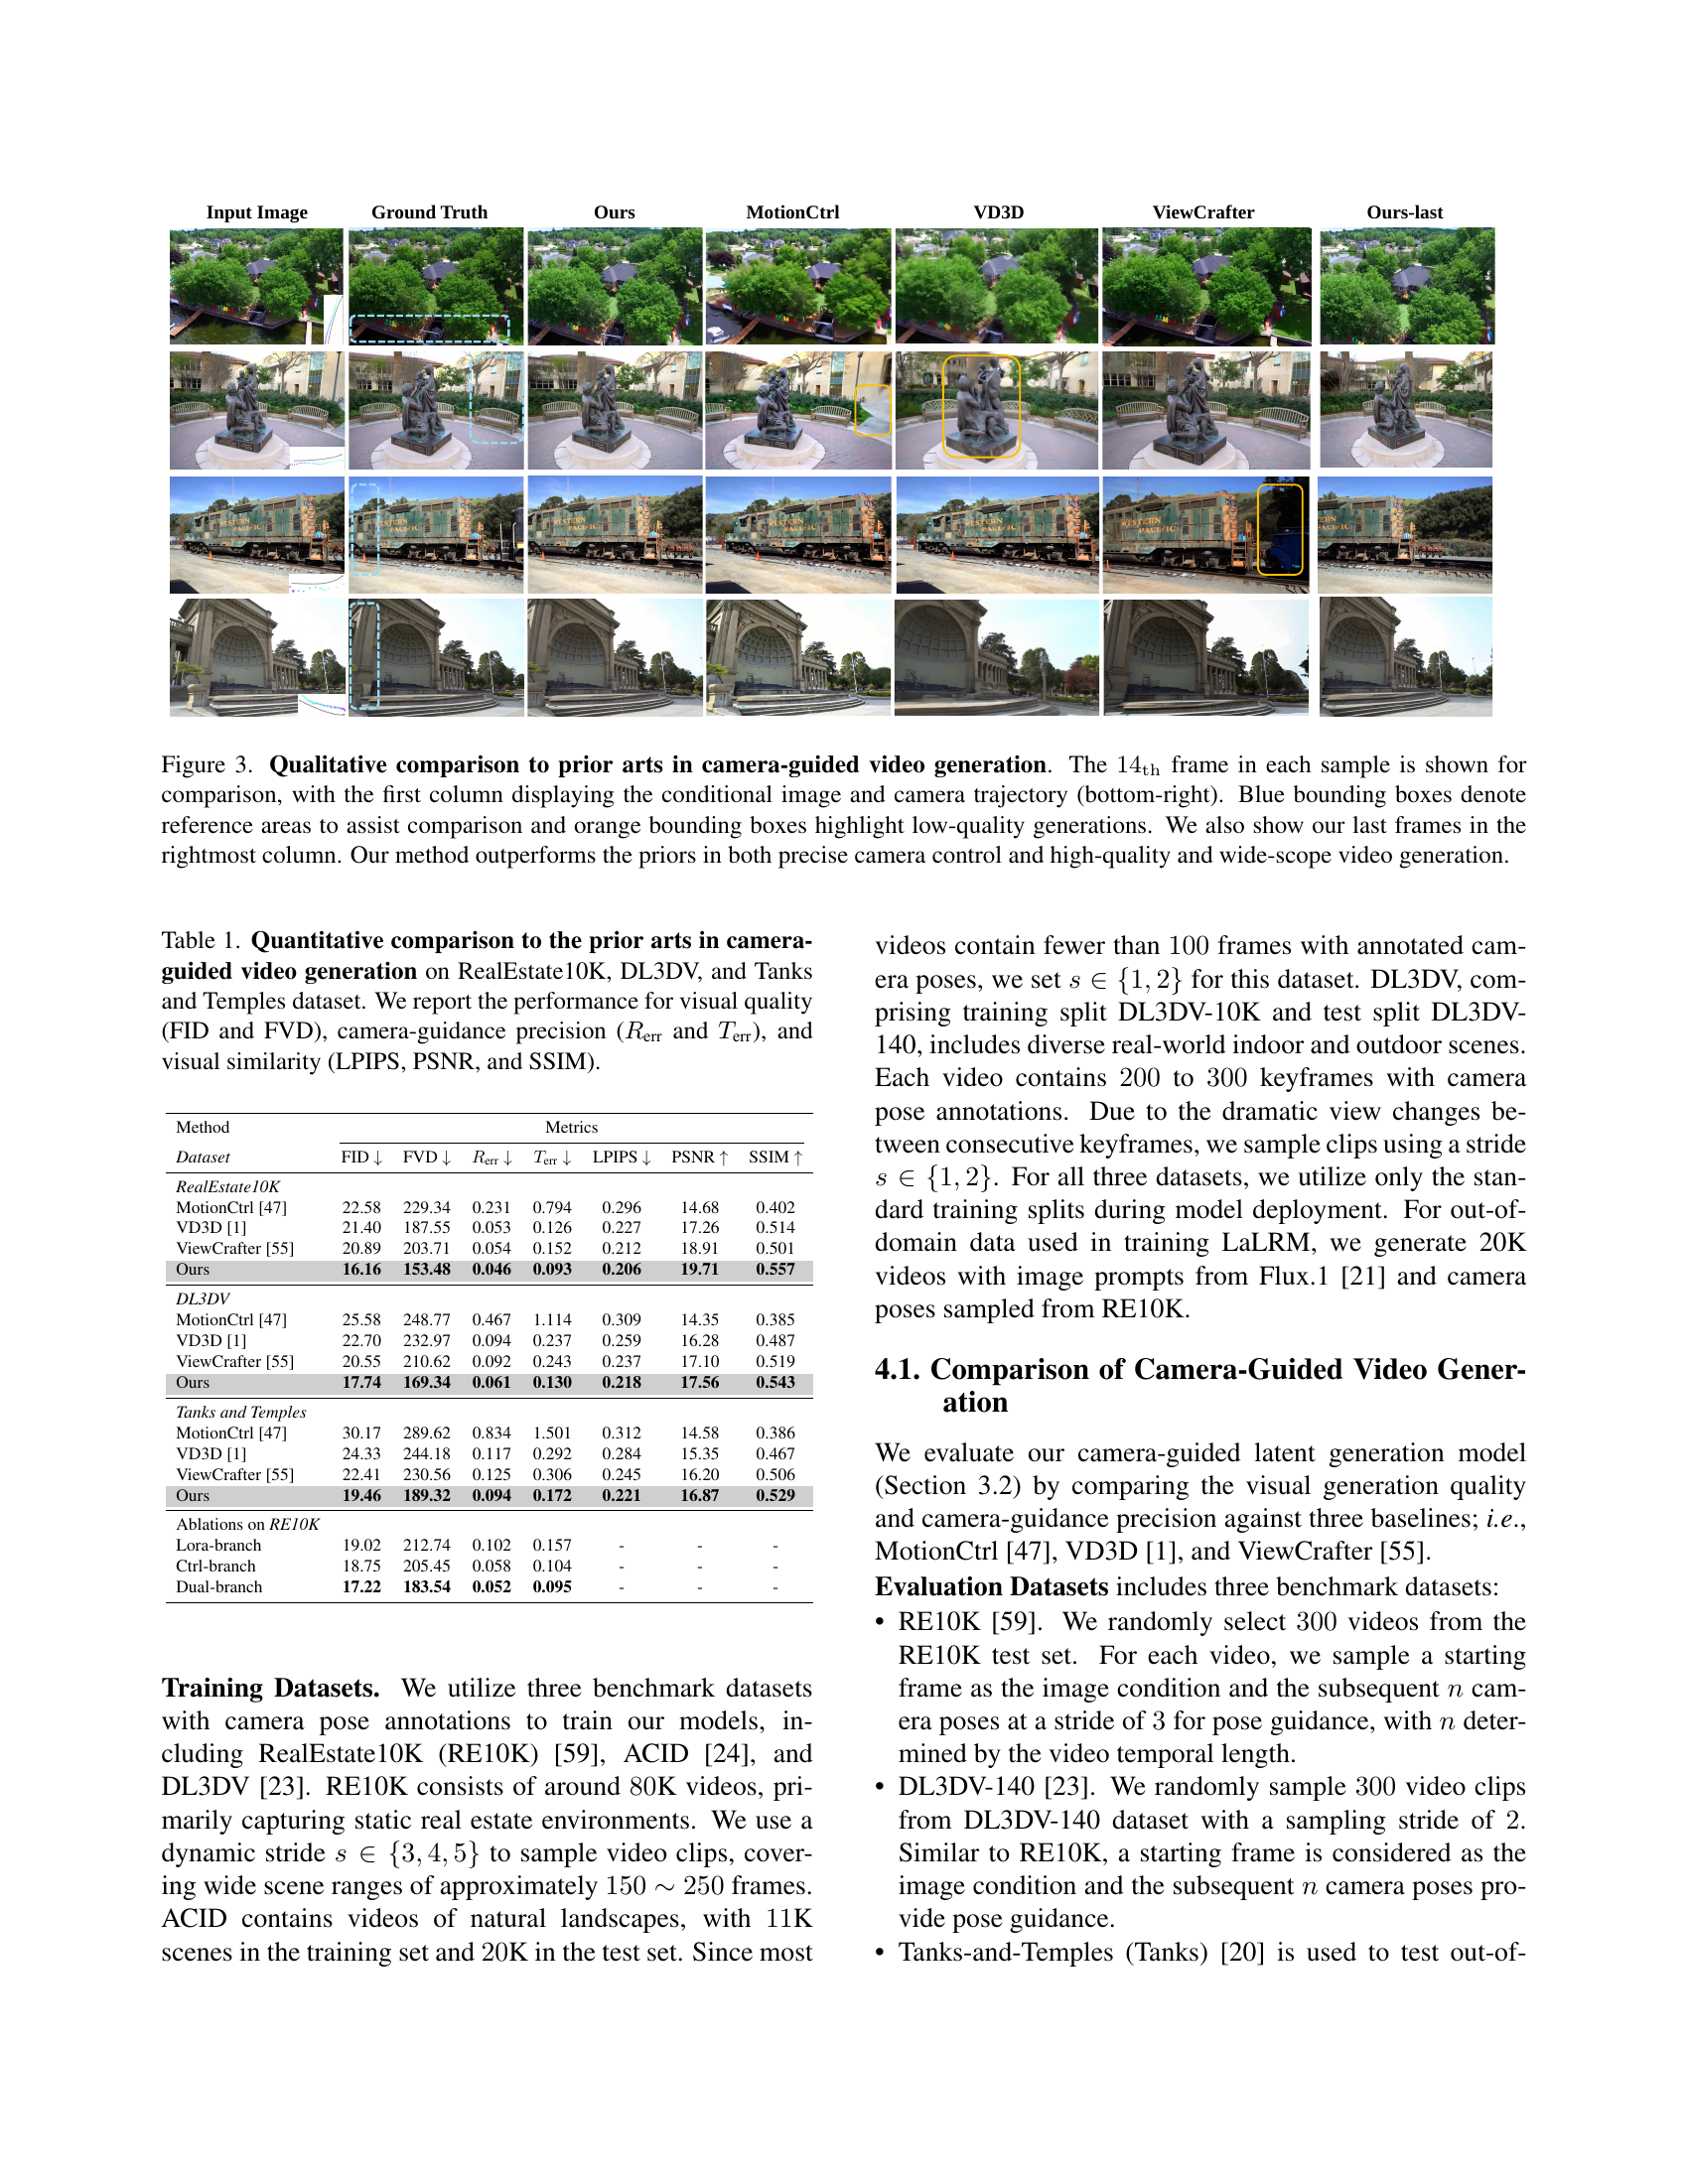 Input Image Ground Truth Ours MotionCtrl VD3D ViewCrafter Ours-last
Figure 3. Qualitative comparison to prior arts in camera-guided video generation. The 14th frame in each sample is shown for
comparison, with the first column displaying the conditional image and camera trajectory (bottom-right). Blue bounding boxes denote
reference areas to assist comparison and orange bounding boxes highlight low-quality generations. We also show our last frames in the
rightmost column. Our method outperforms the priors in both precise camera control and high-quality and wide-scope video generation.
Table 1. Quantitative comparison to the prior arts in camera-
guided video generation on RealEstate10K, DL3DV, and Tanks
and Temples dataset. We report the performance for visual quality
(FID and FVD), camera-guidance precision (Rerr and Terr), and
visual similarity (LPIPS, PSNR, and SSIM).
Method Metrics
Dataset FID ↓ FVD ↓ Rerr ↓ Terr ↓ LPIPS ↓ PSNR ↑ SSIM ↑
RealEstate10K
MotionCtrl [47] 22.58 229.34 0.231 0.794 0.296 14.68 0.402
VD3D [1] 21.40 187.55 0.053 0.126 0.227 17.26 0.514
ViewCrafter [55] 20.89 203.71 0.054 0.152 0.212 18.91 0.501
Ours 16.16 153.48 0.046 0.093 0.206 19.71 0.557
DL3DV
MotionCtrl [47] 25.58 248.77 0.467 1.114 0.309 14.35 0.385
VD3D [1] 22.70 232.97 0.094 0.237 0.259 16.28 0.487
ViewCrafter [55] 20.55 210.62 0.092 0.243 0.237 17.10 0.519
Ours 17.74 169.34 0.061 0.130 0.218 17.56 0.543
Tanks and Temples
MotionCtrl [47] 30.17 289.62 0.834 1.501 0.312 14.58 0.386
VD3D [1] 24.33 244.18 0.117 0.292 0.284 15.35 0.467
ViewCrafter [55] 22.41 230.56 0.125 0.306 0.245 16.20 0.506
Ours 19.46 189.32 0.094 0.172 0.221 16.87 0.529
Ablations on RE10K
Lora-branch 19.02 212.74 0.102 0.157 - - -
Ctrl-branch 18.75 205.45 0.058 0.104 - - -
Dual-branch 17.22 183.54 0.052 0.095 - - -
Training Datasets. We utilize three benchmark datasets
with camera pose annotations to train our models, in-
cluding RealEstate10K (RE10K) [59], ACID [24], and
DL3DV [23]. RE10K consists of around 80K videos, pri-
marily capturing static real estate environments. We use a
dynamic stride s ∈ {3, 4, 5} to sample video clips, cover-
ing wide scene ranges of approximately 150 ∼ 250 frames.
ACID contains videos of natural landscapes, with 11K
scenes in the training set and 20K in the test set. Since most
videos contain fewer than 100 frames with annotated cam-
era poses, we set s ∈ {1, 2} for this dataset. DL3DV, com-
prising training split DL3DV-10K and test split DL3DV-
140, includes diverse real-world indoor and outdoor scenes.
Each video contains 200 to 300 keyframes with camera
pose annotations. Due to the dramatic view changes be-
tween consecutive keyframes, we sample clips using a stride
s ∈ {1, 2}. For all three datasets, we utilize only the stan-
dard training splits during model deployment. For out-of-
domain data used in training LaLRM, we generate 20K
videos with image prompts from Flux.1 [21] and camera
poses sampled from RE10K.
4.1. Comparison of Camera-Guided Video Gener-
ation
We evaluate our camera-guided latent generation model
(Section 3.2) by comparing the visual generation quality
and camera-guidance precision against three baselines; i.e.,
MotionCtrl [47], VD3D [1], and ViewCrafter [55].
Evaluation Datasets includes three benchmark datasets:
• RE10K [59]. We randomly select 300 videos from the
RE10K test set. For each video, we sample a starting
frame as the image condition and the subsequent n cam-
era poses at a stride of 3 for pose guidance, with n deter-
mined by the video temporal length.
• DL3DV-140 [23]. We randomly sample 300 video clips
from DL3DV-140 dataset with a sampling stride of 2.
Similar to RE10K, a starting frame is considered as the
image condition and the subsequent n camera poses pro-
vide pose guidance.
• Tanks-and-Temples (Tanks) [20] is used to test out-of-